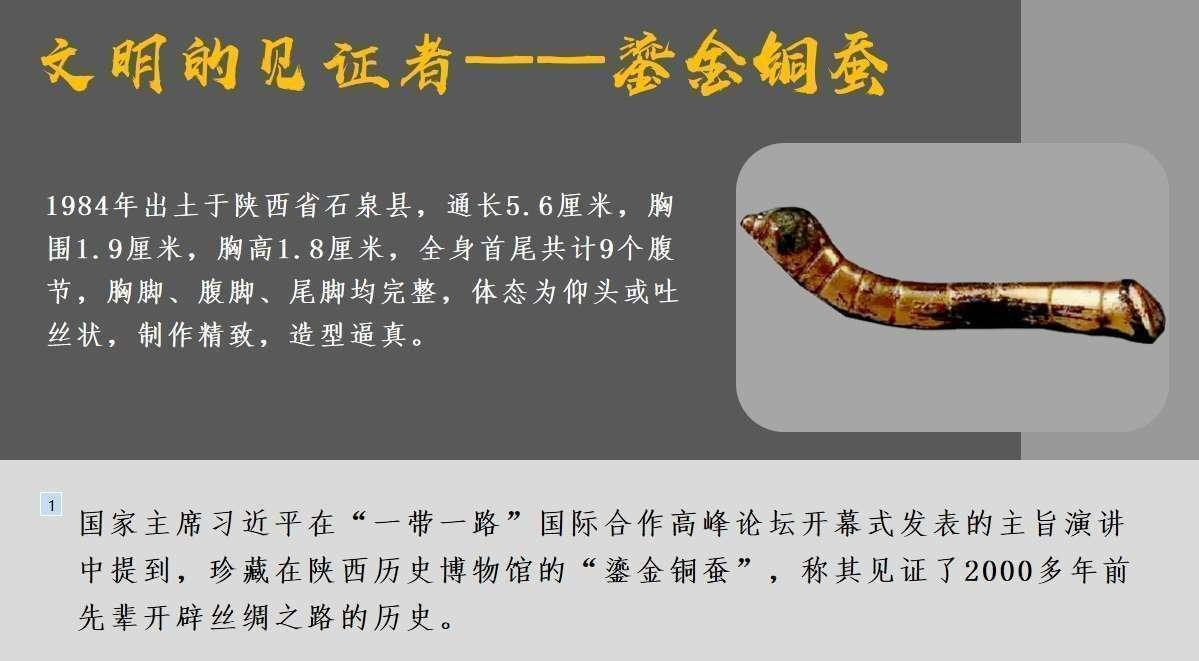 文明的见证者——鎏金铜蚕
1984年出土于陕西省石泉县，通长5.6厘米，胸
围1.9厘米，胸高1.8厘米，全身首尾共计9个腹
节，胸脚、腹脚、尾脚均完整，体态为仰头或吐
丝状，制作精致，造型逼真。
1
国家主席习近平在“一带一路”国际合作高峰论坛开幕式发表的主旨演讲
中提到，珍藏在陕西历史博物馆的“鎏金铜蚕”，称其见证了2000多年前
先辈开辟丝绸之路的历史。